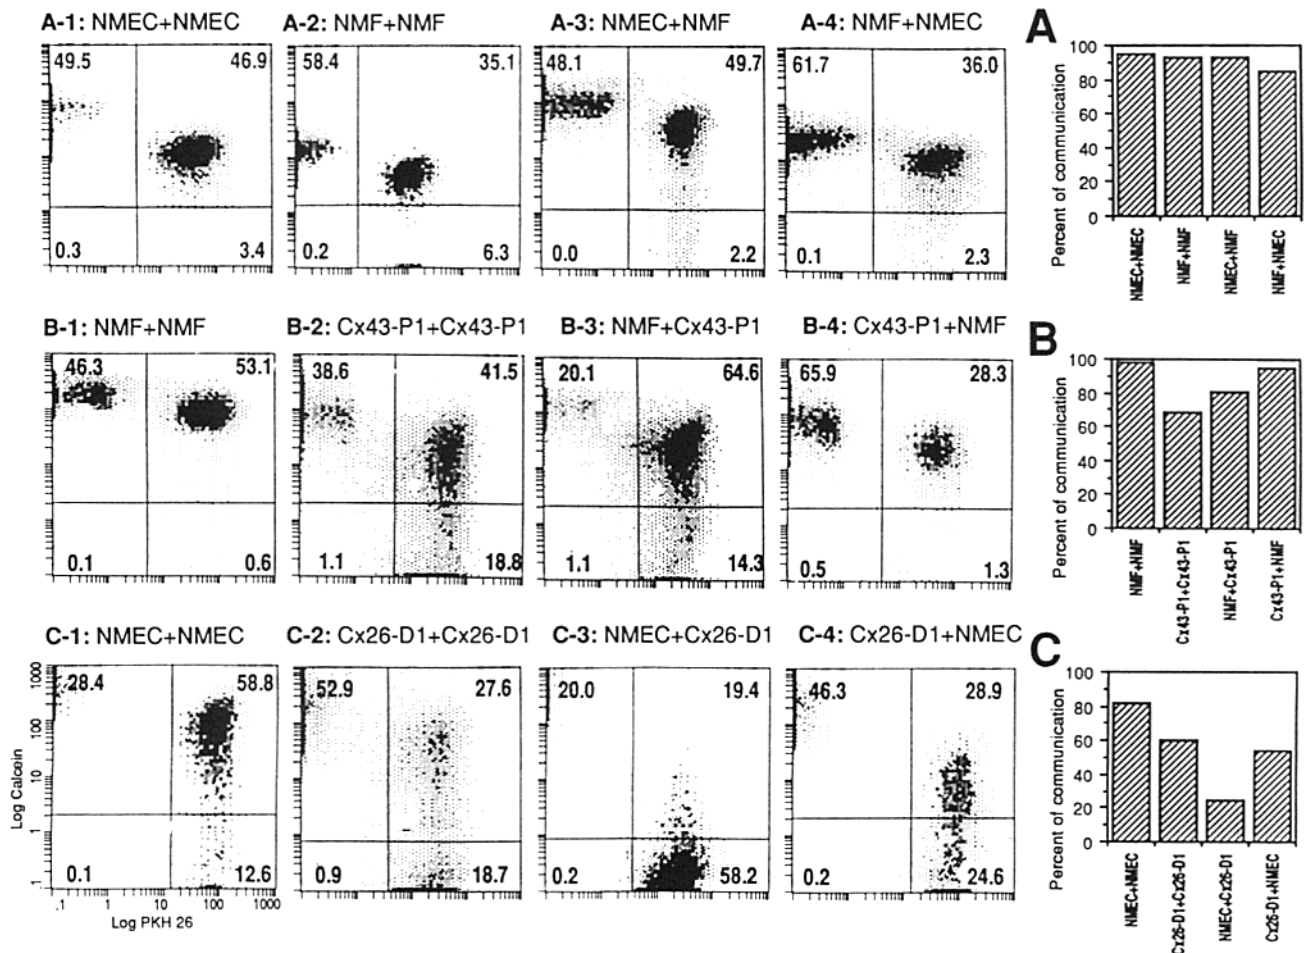 A-1: NMEC+NMEC
49.5
46.9
0.3
3.4
A-2: NMF+NMF
58.4
35.1
0.2
6.3
A-3: NMEC+NMF
48.1
49.7
0.0
2.2
A-4: NMF+NMEC
61.7
36.0
0.1
2.3
A
Percent of communication
100
80
60
40
20
0
NMEC+NMEC
NMF+NMF
NMEC+NMF
NMF+NMEC
B-1: NMF+NMF
46.3
53.1
0.1
0.6
B-2: Cx43-P1+Cx43-P1
38.6
41.5
1.1
18.8
B-3: NMF+Cx43-P1
20.1
64.6
1.1
14.3
B-4: Cx43-P1+NMF
65.9
28.3
0.5
1.3
B
Percent of communication
100
80
60
40
20
0
NMF+NMF
Cx43-P1+Cx43-P1
NMF+Cx43-P1
Cx43-P1+NMF
C-1: NMEC+NMEC
28.4
58.8
0.1
12.6
Log Calcein
1000
100
10
1
.1
.1
1
10
100
1000
Log PKH 26
C-2: Cx26-D1+Cx26-D1
52.9
27.6
0.9
18.7
C-3: NMEC+Cx26-D1
20.0
19.4
0.2
58.2
C-4: Cx26-D1+NMEC
46.3
28.9
0.2
24.6
C
Percent of communication
100
80
60
40
20
0
NMEC+NMEC
Cx26-D1+Cx26-D1
NMEC+Cx26-D1
Cx26-D1+NMEC